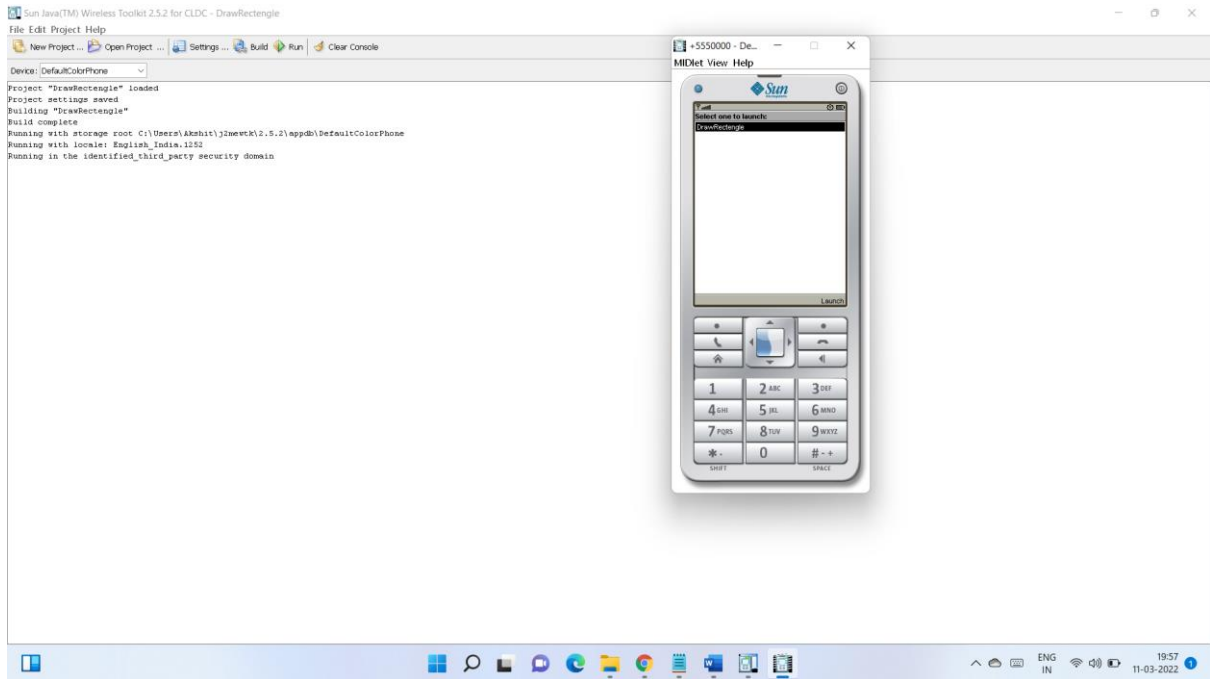 Sun Java(TM) Wireless Toolkit 2.5.2 for CLDC - DrawRectengle
File Edit Project Help
New Project ... Open Project ... Settings ... Build Run Clear Console
Device: DefaultColorPhone
Project "DrawRectengle" loaded
Project settings saved
Building "DrawRectengle"
Build complete
Running with storage root C:\Users\Akshit\j2mewtk\2.5.2\appdb\DefaultColorPhone
Running with locale: English_India.1252
Running in the identified_third_party security domain
+5550000 - De...
MIDlet View Help
Sun
Select one to launch:
DrawRectengle
Launch
1 2 ABC 3 DEF
4 GHI 5 JKL 6 MNO
7 PQRS 8 TUV 9 WXYZ
* . 0 # - +
SHIFT SPACE
ENG
IN
19:57
11-03-2022
1